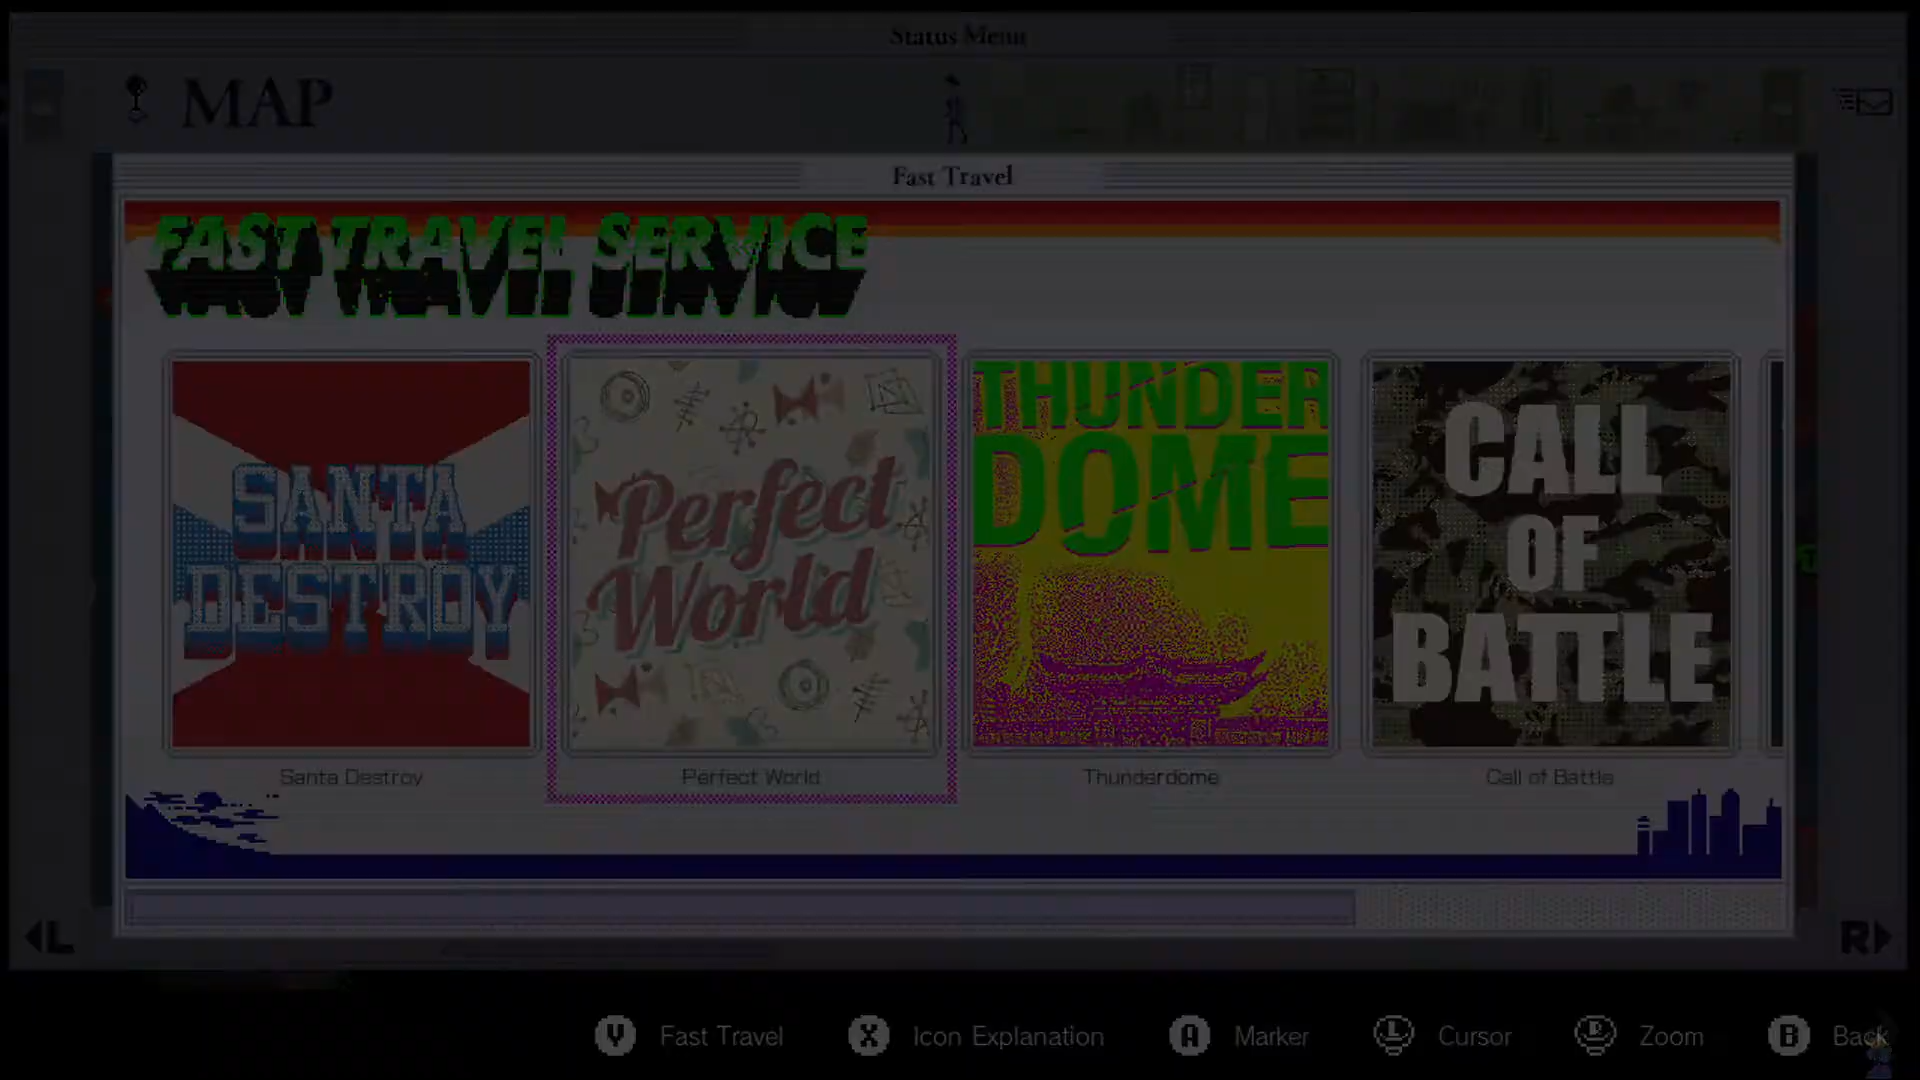 Status Menu
MAP
Fast Travel
FAST TRAVEL SERVICE
SANTA
DESTROY
Perfect
World
THUNDER
DOME
CALL
OF
BATTLE
Santa Destroy
Perfect World
Thunderdome
Call of Battle
L
R
Y Fast Travel X Icon Explanation A Marker L Cursor R Zoom B Back